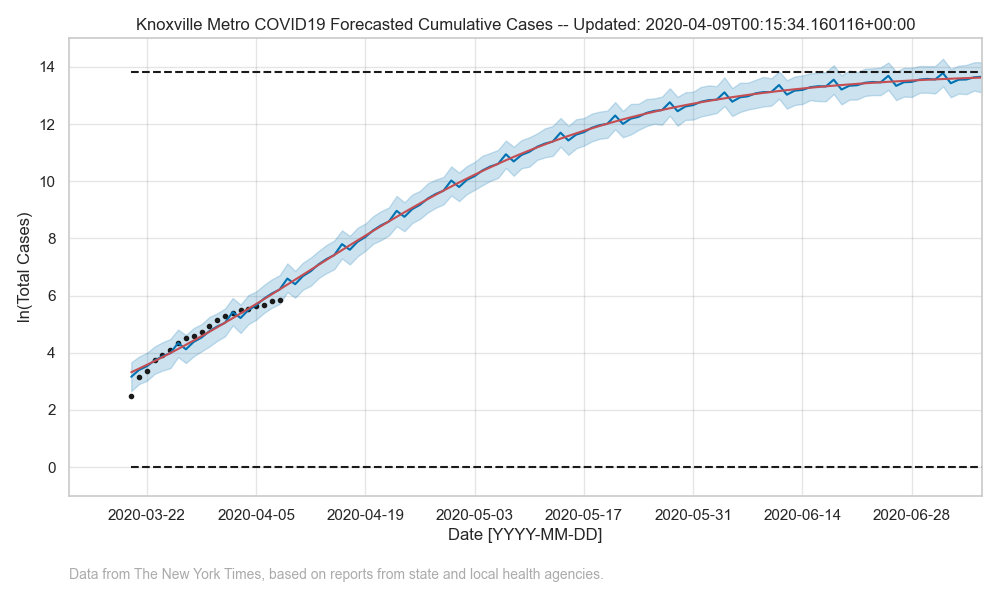 Knoxville Metro COVID19 Forecasted Cumulative Cases -- Updated: 2020-04-09T00:15:34.160116+00:00
14
12
10
8
6
4
2
0
ln(Total Cases)
2020-03-22 2020-04-05 2020-04-19 2020-05-03 2020-05-17 2020-05-31 2020-06-14 2020-06-28
Date [YYYY-MM-DD]
Data from The New York Times, based on reports from state and local health agencies.